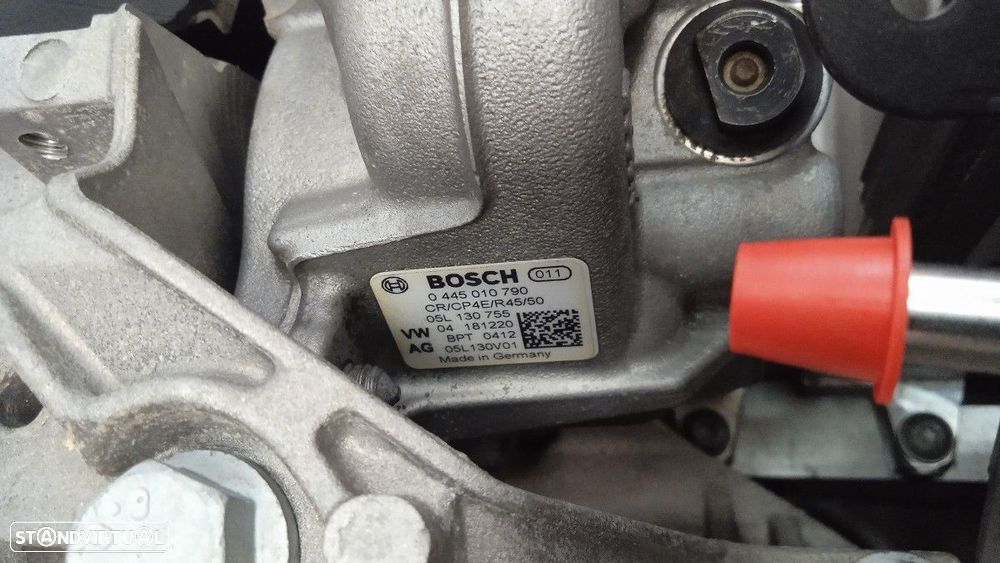 BOSCH 011
0 445 010 790
CR/CP4E/R45/50
05L 130 755
VW 04 181220
BPT 0412
AG 05L130V01
Made in Germany
STANDVIRTUAL